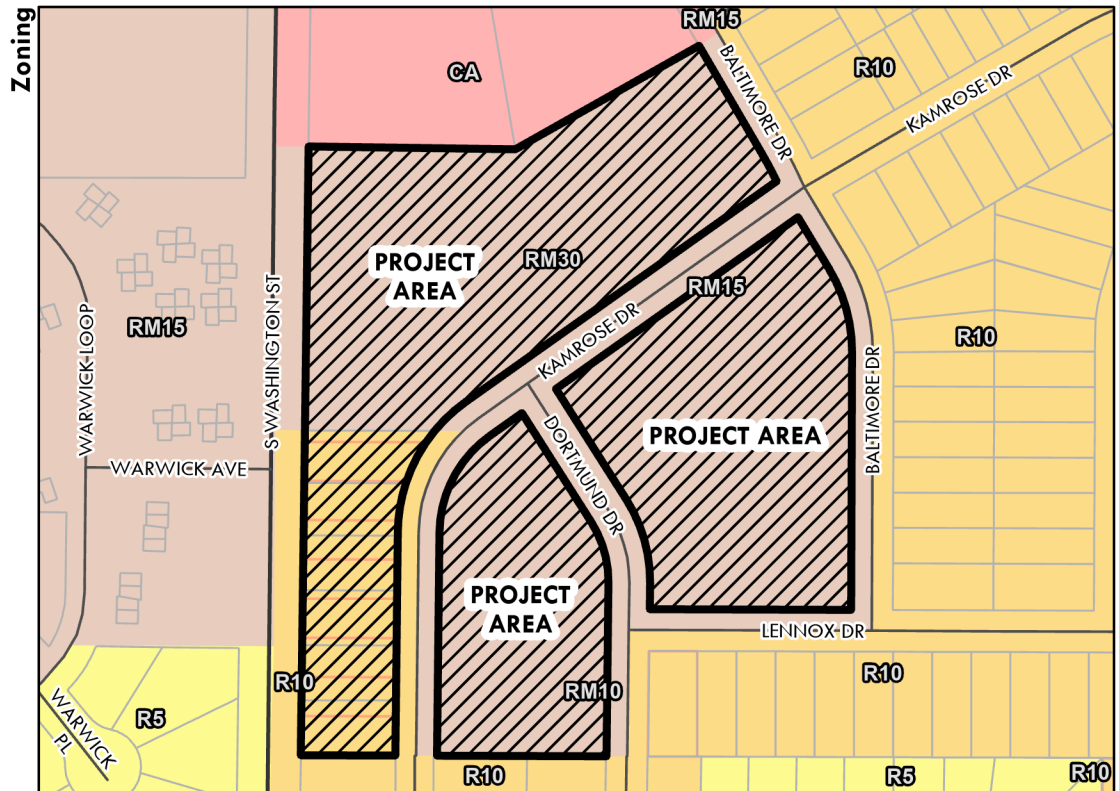 Zoning
RM15
CA
R10
BALTIMORE DR
KAMROSE DR
PROJECT
AREA
RM30
RM15
RM15
S WASHINGTON ST
WARWICK LOOP
KAMROSE DR
R10
BALTIMORE DR
PROJECT AREA
WARWICK AVE
DORTMUND DR
PROJECT
AREA
LENNOX DR
R10
RM10
R10
R5
WARWICK
PL
R10
R5
R10